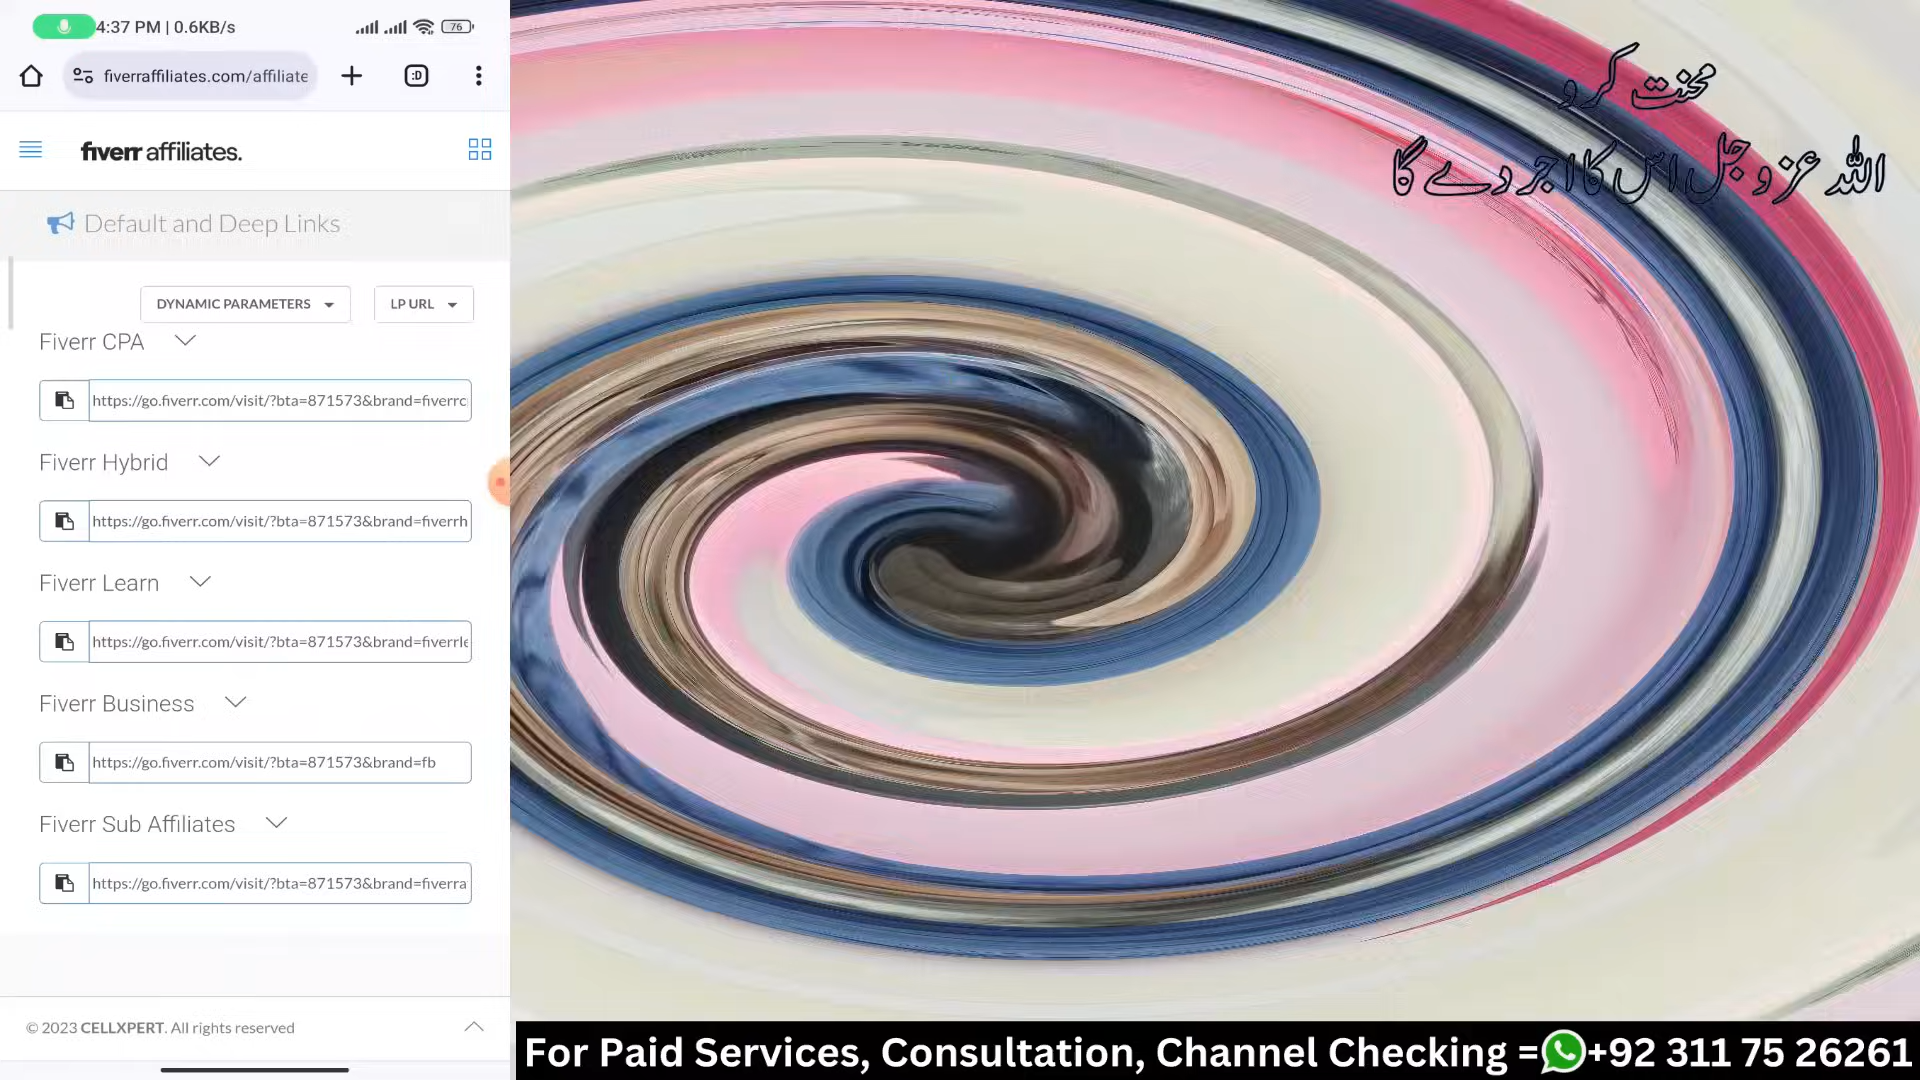 4:37 PM | 0.6KB/s
76
fiverraffiliates.com/affiliate
:D
fiverr affiliates.
Default and Deep Links
DYNAMIC PARAMETERS
LP URL
Fiverr CPA
https://go.fiverr.com/visit/?bta=871573&brand=fiverrc
Fiverr Hybrid
https://go.fiverr.com/visit/?bta=871573&brand=fiverrh
Fiverr Learn
https://go.fiverr.com/visit/?bta=871573&brand=fiverrle
Fiverr Business
https://go.fiverr.com/visit/?bta=871573&brand=fb
Fiverr Sub Affiliates
https://go.fiverr.com/visit/?bta=871573&brand=fiverra
© 2023 CELLXPERT. All rights reserved
محنت کرو
اللہ عزوجل اس کا اجر دے گا
For Paid Services, Consultation, Channel Checking =+92 311 75 26261